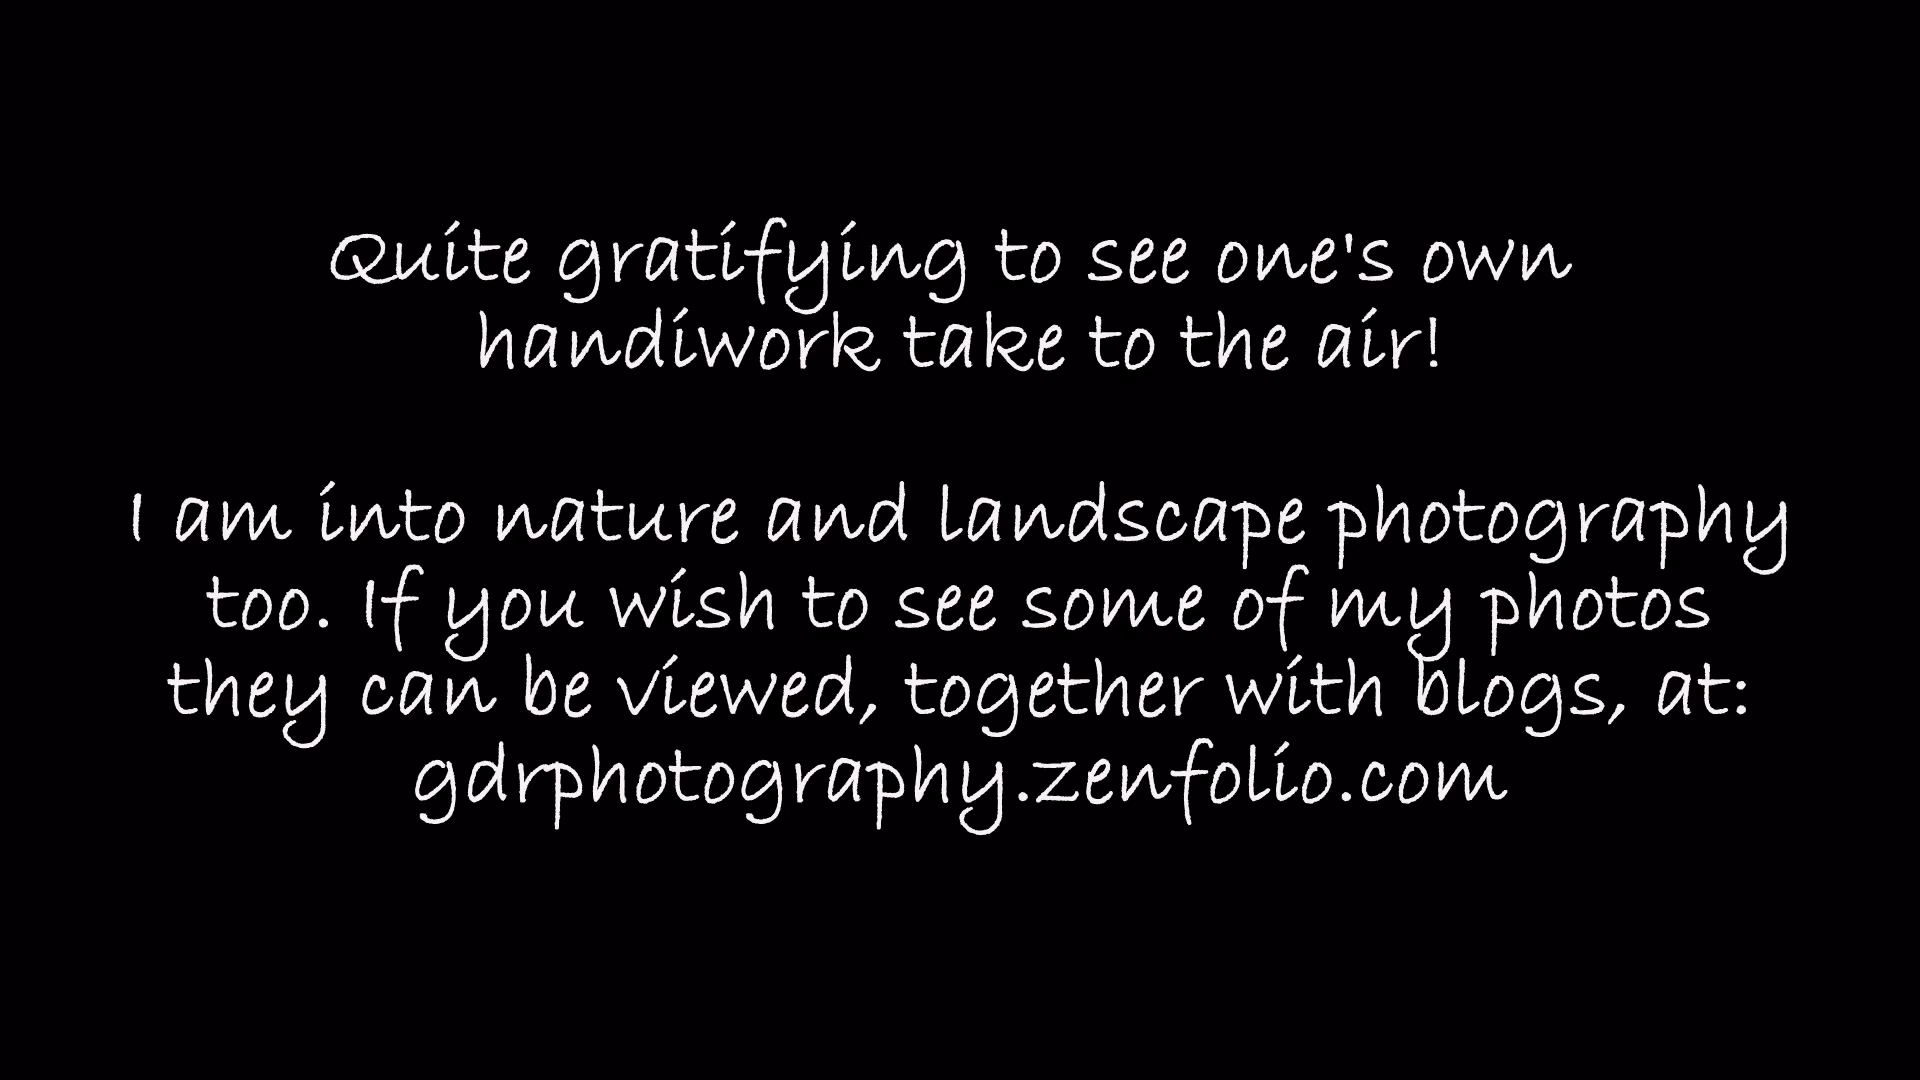 Quite gratifying to see one's own
handiwork take to the air!
I am into nature and landscape photography
too. If you wish to see some of my photos
they can be viewed, together with blogs, at:
gdrphotography.zenfolio.com